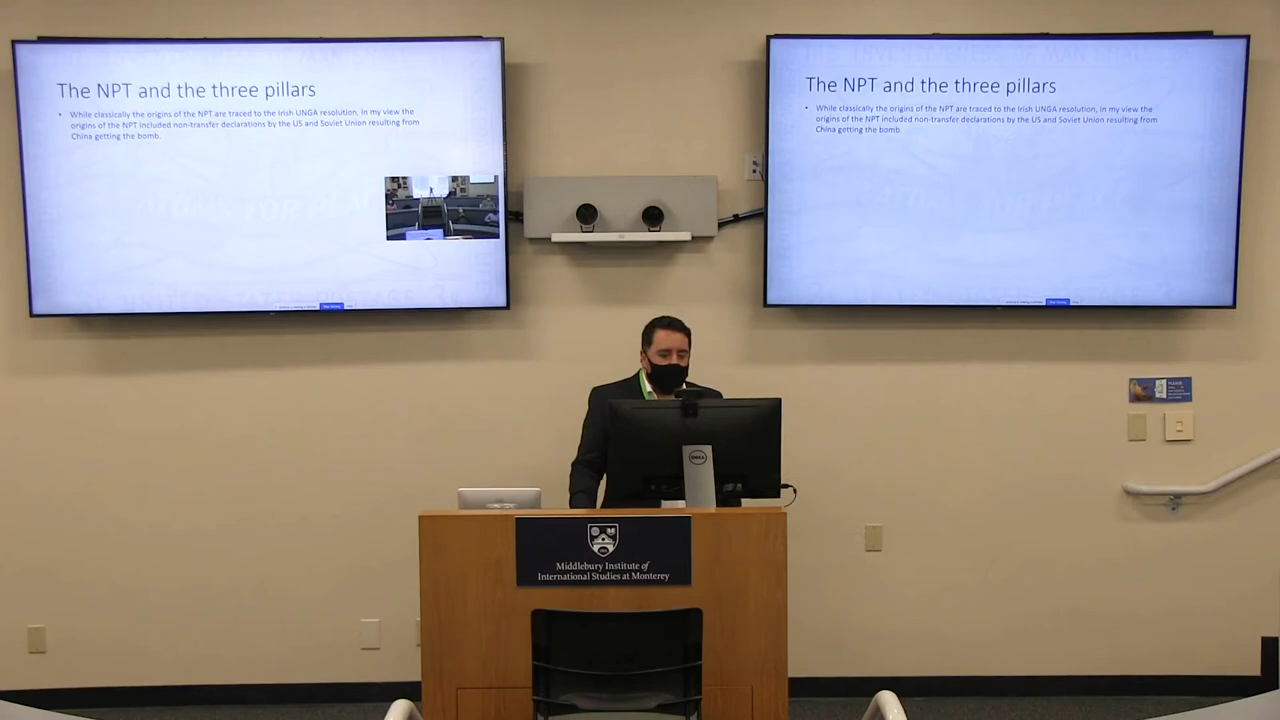 The NPT and the three pillars
• While classically the origins of the NPT are traced to the Irish UNGA resolution, in my view the
origins of the NPT included non-transfer declarations by the US and Soviet Union resulting from
China getting the bomb.
The NPT and the three pillars
• While classically the origins of the NPT are traced to the Irish UNGA resolution, in my view the
origins of the NPT included non-transfer declarations by the US and Soviet Union resulting from
China getting the bomb.
PLEASE
DELL
Middlebury Institute of
International Studies at Monterey